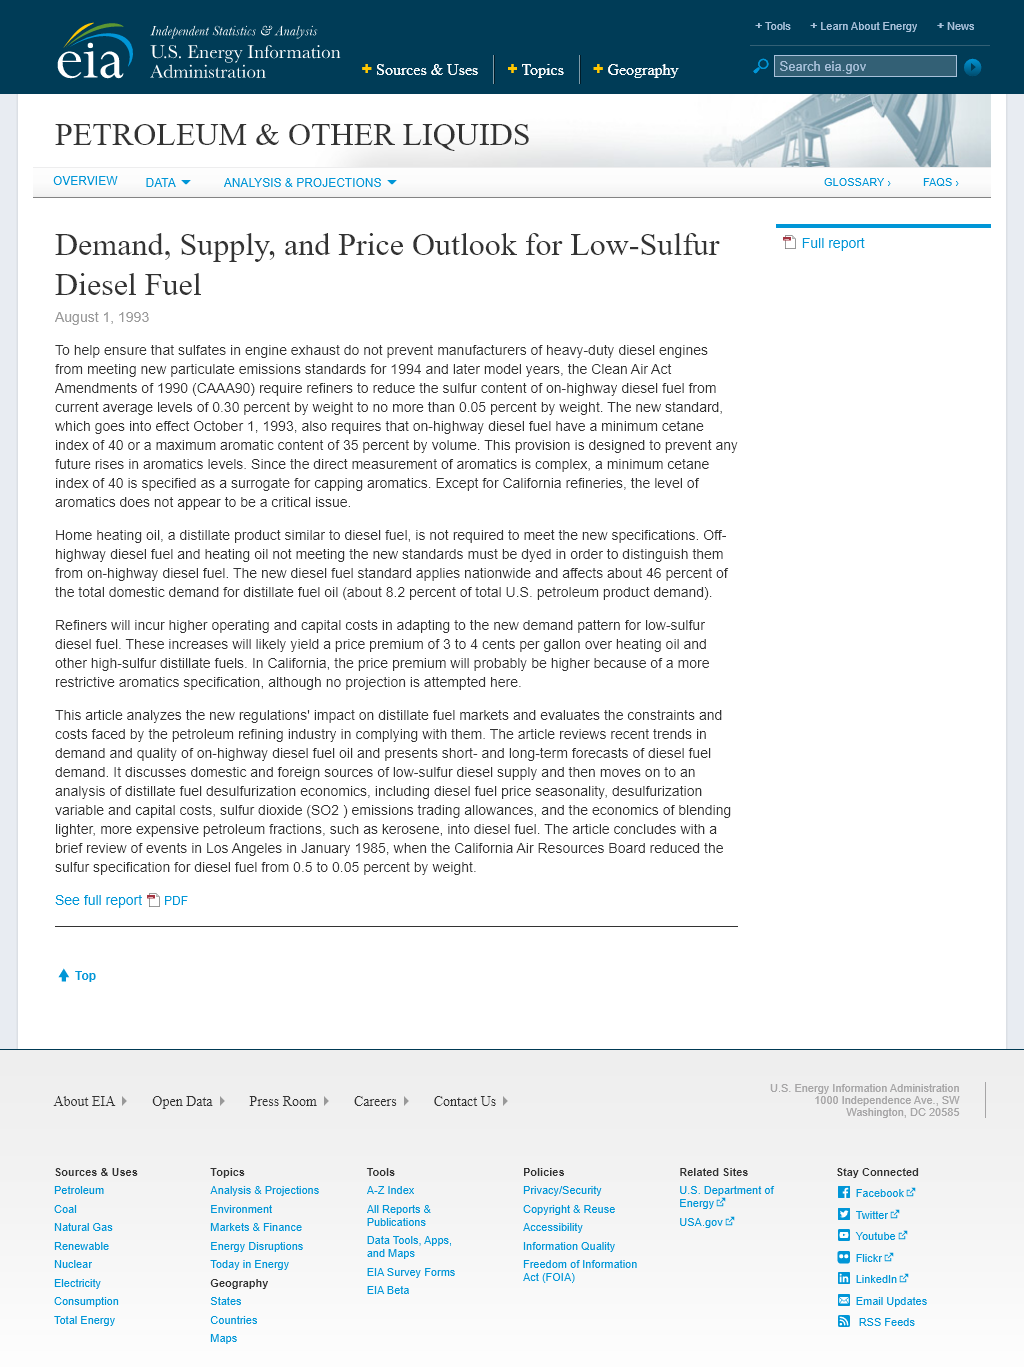 Independent Statistics & Analysis
eia U.S. Energy Information
Administration
+ Sources & Uses
+ Topics
+ Geography
+ Tools
+ Learn About Energy
+ News
Search eia.gov
PETROLEUM & OTHER LIQUIDS
OVERVIEW
DATA
ANALYSIS & PROJECTIONS
GLOSSARY ›
FAQS ›
Demand, Supply, and Price Outlook for Low-Sulfur
Diesel Fuel
August 1, 1993
Full report
To help ensure that sulfates in engine exhaust do not prevent manufacturers of heavy-duty diesel engines
from meeting new particulate emissions standards for 1994 and later model years, the Clean Air Act
Amendments of 1990 (CAAA90) require refiners to reduce the sulfur content of on-highway diesel fuel from
current average levels of 0.30 percent by weight to no more than 0.05 percent by weight. The new standard,
which goes into effect October 1, 1993, also requires that on-highway diesel fuel have a minimum cetane
index of 40 or a maximum aromatic content of 35 percent by volume. This provision is designed to prevent any
future rises in aromatics levels. Since the direct measurement of aromatics is complex, a minimum cetane
index of 40 is specified as a surrogate for capping aromatics. Except for California refineries, the level of
aromatics does not appear to be a critical issue.
Home heating oil, a distillate product similar to diesel fuel, is not required to meet the new specifications. Off-
highway diesel fuel and heating oil not meeting the new standards must be dyed in order to distinguish them
from on-highway diesel fuel. The new diesel fuel standard applies nationwide and affects about 46 percent of
the total domestic demand for distillate fuel oil (about 8.2 percent of total U.S. petroleum product demand).
Refiners will incur higher operating and capital costs in adapting to the new demand pattern for low-sulfur
diesel fuel. These increases will likely yield a price premium of 3 to 4 cents per gallon over heating oil and
other high-sulfur distillate fuels. In California, the price premium will probably be higher because of a more
restrictive aromatics specification, although no projection is attempted here.
This article analyzes the new regulations' impact on distillate fuel markets and evaluates the constraints and
costs faced by the petroleum refining industry in complying with them. The article reviews recent trends in
demand and quality of on-highway diesel fuel oil and presents short- and long-term forecasts of diesel fuel
demand. It discusses domestic and foreign sources of low-sulfur diesel supply and then moves on to an
analysis of distillate fuel desulfurization economics, including diesel fuel price seasonality, desulfurization
variable and capital costs, sulfur dioxide (SO2 ) emissions trading allowances, and the economics of blending
lighter, more expensive petroleum fractions, such as kerosene, into diesel fuel. The article concludes with a
brief review of events in Los Angeles in January 1985, when the California Air Resources Board reduced the
sulfur specification for diesel fuel from 0.5 to 0.05 percent by weight.
See full report PDF
Top
About EIA
Open Data
Press Room
Careers
Contact Us
U.S. Energy Information Administration
1000 Independence Ave., SW
Washington, DC 20585
Sources & Uses
Petroleum
Coal
Natural Gas
Renewable
Nuclear
Electricity
Consumption
Total Energy
Topics
Analysis & Projections
Environment
Markets & Finance
Energy Disruptions
Today in Energy
Geography
States
Countries
Maps
Tools
A-Z Index
All Reports &
Publications
Data Tools, Apps,
and Maps
EIA Survey Forms
EIA Beta
Policies
Privacy/Security
Copyright & Reuse
Accessibility
Information Quality
Freedom of Information
Act (FOIA)
Related Sites
U.S. Department of
Energy
USA.gov
Stay Connected
Facebook
Twitter
Youtube
Flickr
LinkedIn
Email Updates
RSS Feeds